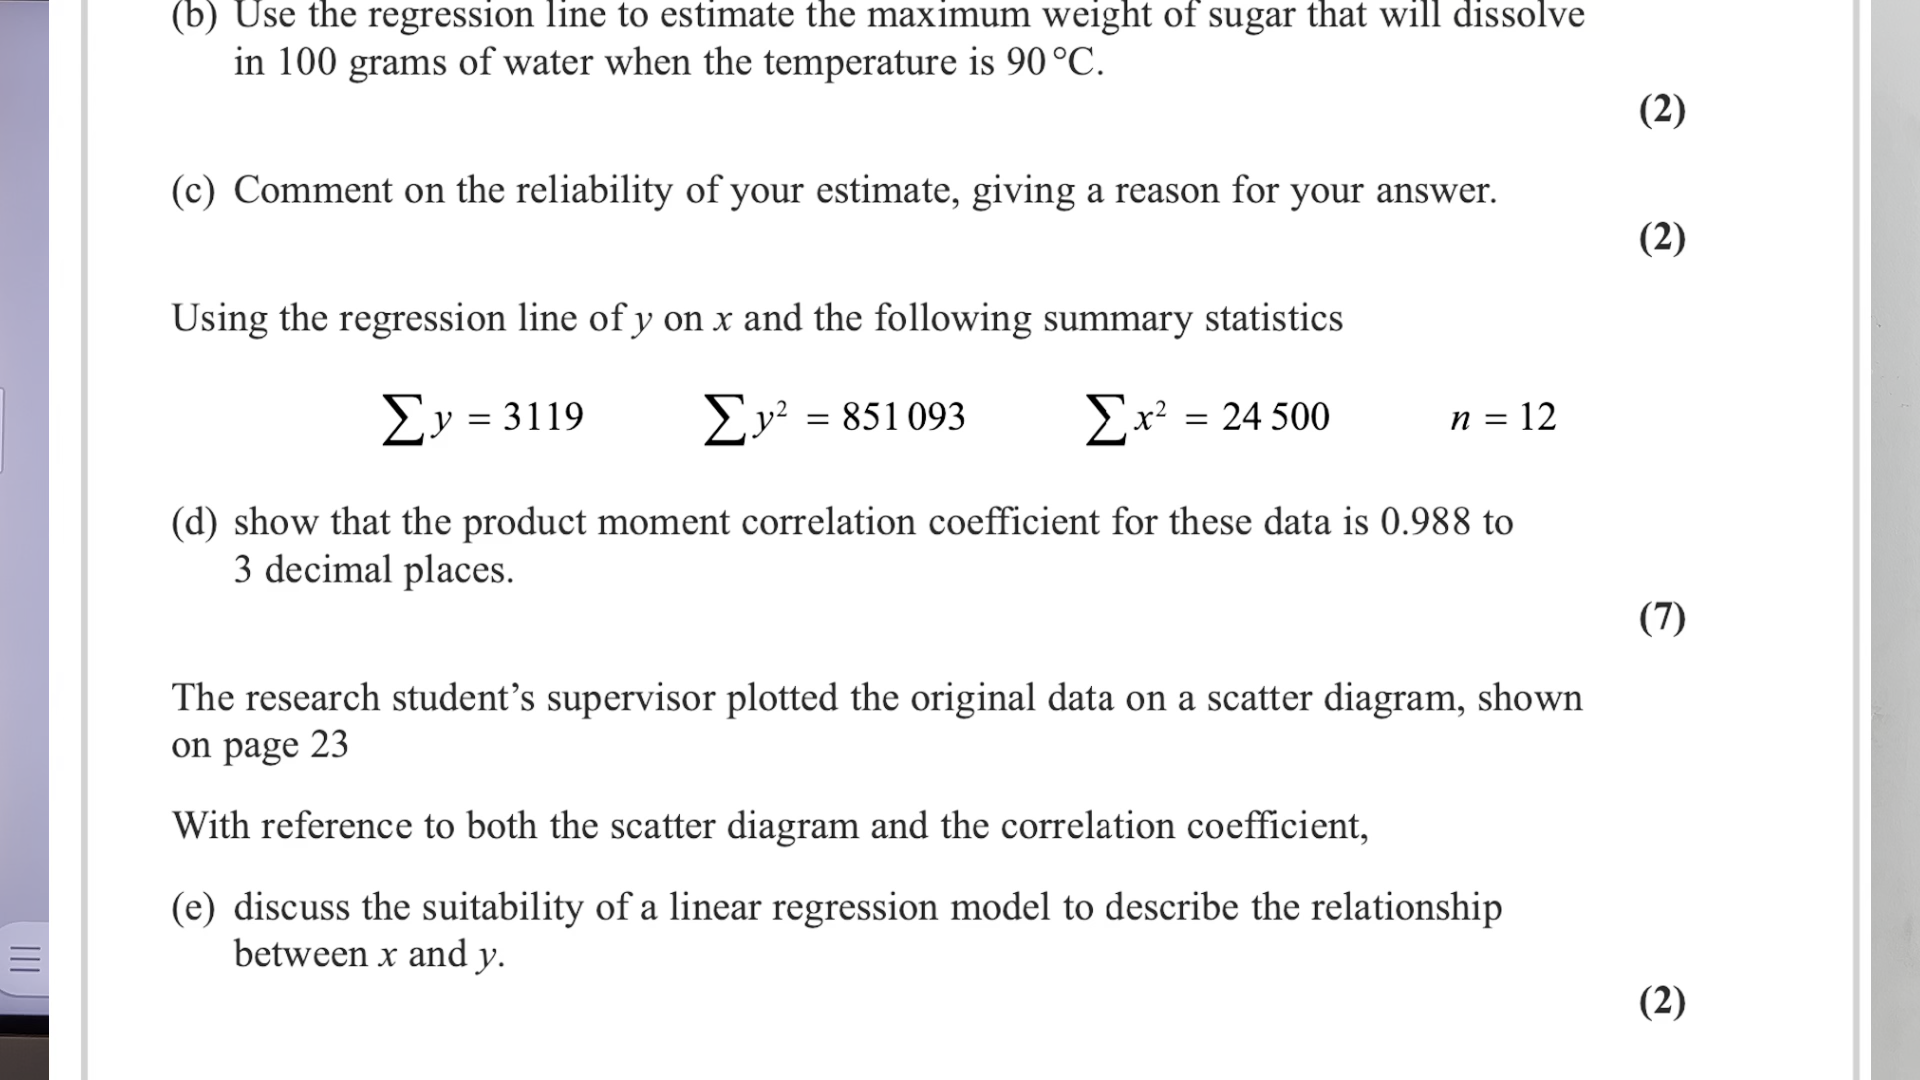 (b) Use the regression line to estimate the maximum weight of sugar that will dissolve
in 100 grams of water when the temperature is 90 °C.
(2)
(c) Comment on the reliability of your estimate, giving a reason for your answer.
(2)
Using the regression line of y on x and the following summary statistics
∑y = 3119 ∑y² = 851 093 ∑x² = 24 500 n = 12
(d) show that the product moment correlation coefficient for these data is 0.988 to
3 decimal places.
(7)
The research student’s supervisor plotted the original data on a scatter diagram, shown
on page 23
With reference to both the scatter diagram and the correlation coefficient,
(e) discuss the suitability of a linear regression model to describe the relationship
between x and y.
(2)